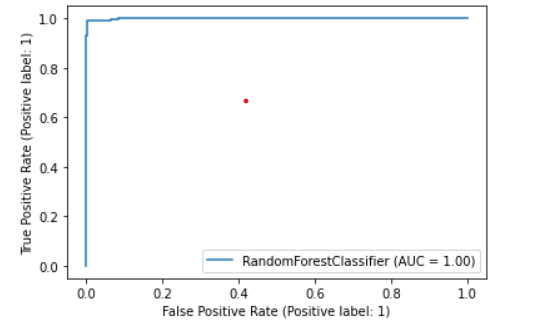 1.0
0.8
0.6
0.4
0.2
0.0
True Positive Rate (Positive label: 1)
RandomForestClassifier (AUC = 1.00)
0.0 0.2 0.4 0.6 0.8 1.0
False Positive Rate (Positive label: 1)